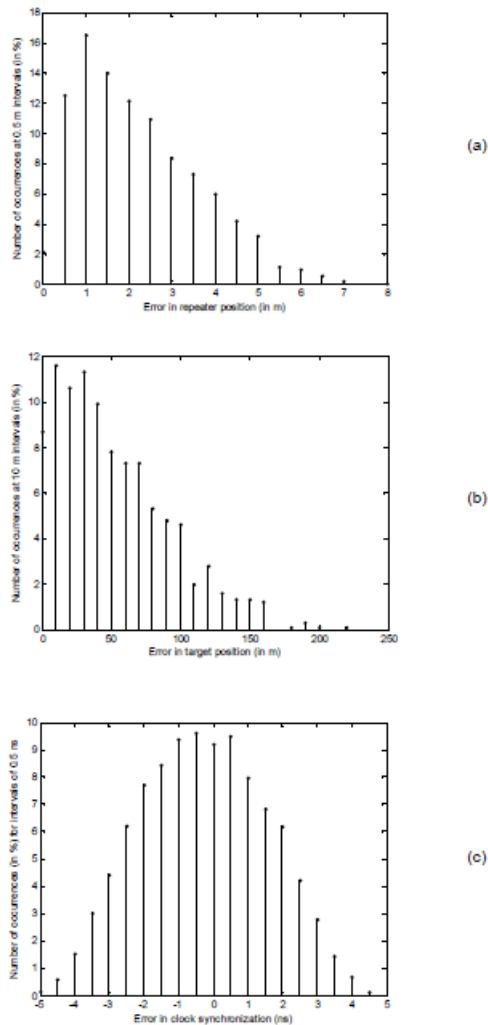 18
16
14
12
10
8
6
4
2
0
Number of occurrences at 0.5 m intervals (in %)
0 1 2 3 4 5 6 7 8
Error in repeater position (in m)
(a)
12
10
8
6
4
2
0
Number of occurrences at 10 m intervals (in %)
0 50 100 150 200 250
Error in target position (in m)
(b)
10
9
8
7
6
5
4
3
2
1
0
Number of occurrences (in %) for intervals of 0.5 ns
-5 -4 -3 -2 -1 0 1 2 3 4 5
Error in clock synchronization (ns)
(c)